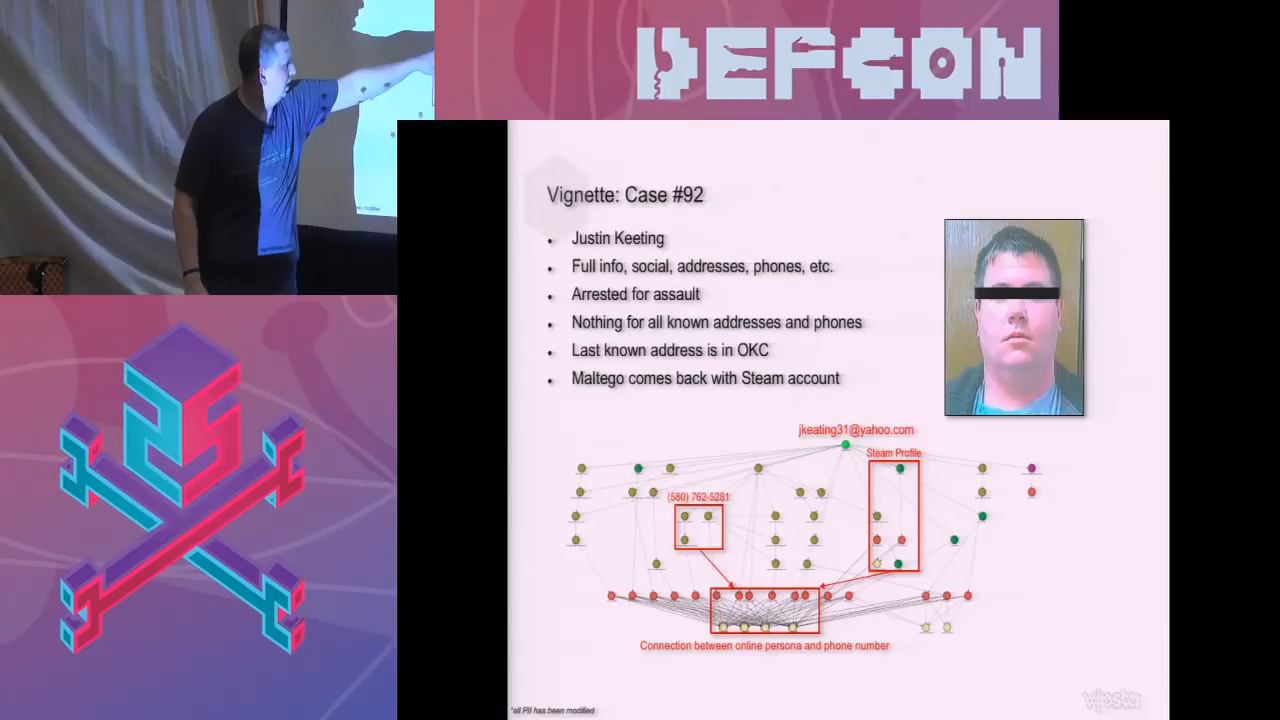 DEFCON
Vignette: Case #92
• Justin Keeting
• Full info, social, addresses, phones, etc.
• Arrested for assault
• Nothing for all known addresses and phones
• Last known address is in OKC
• Maltego comes back with Steam account
jkeating31@yahoo.com
Steam Profile
(580) 762-5281
Connection between online persona and phone number
*all PII has been modified